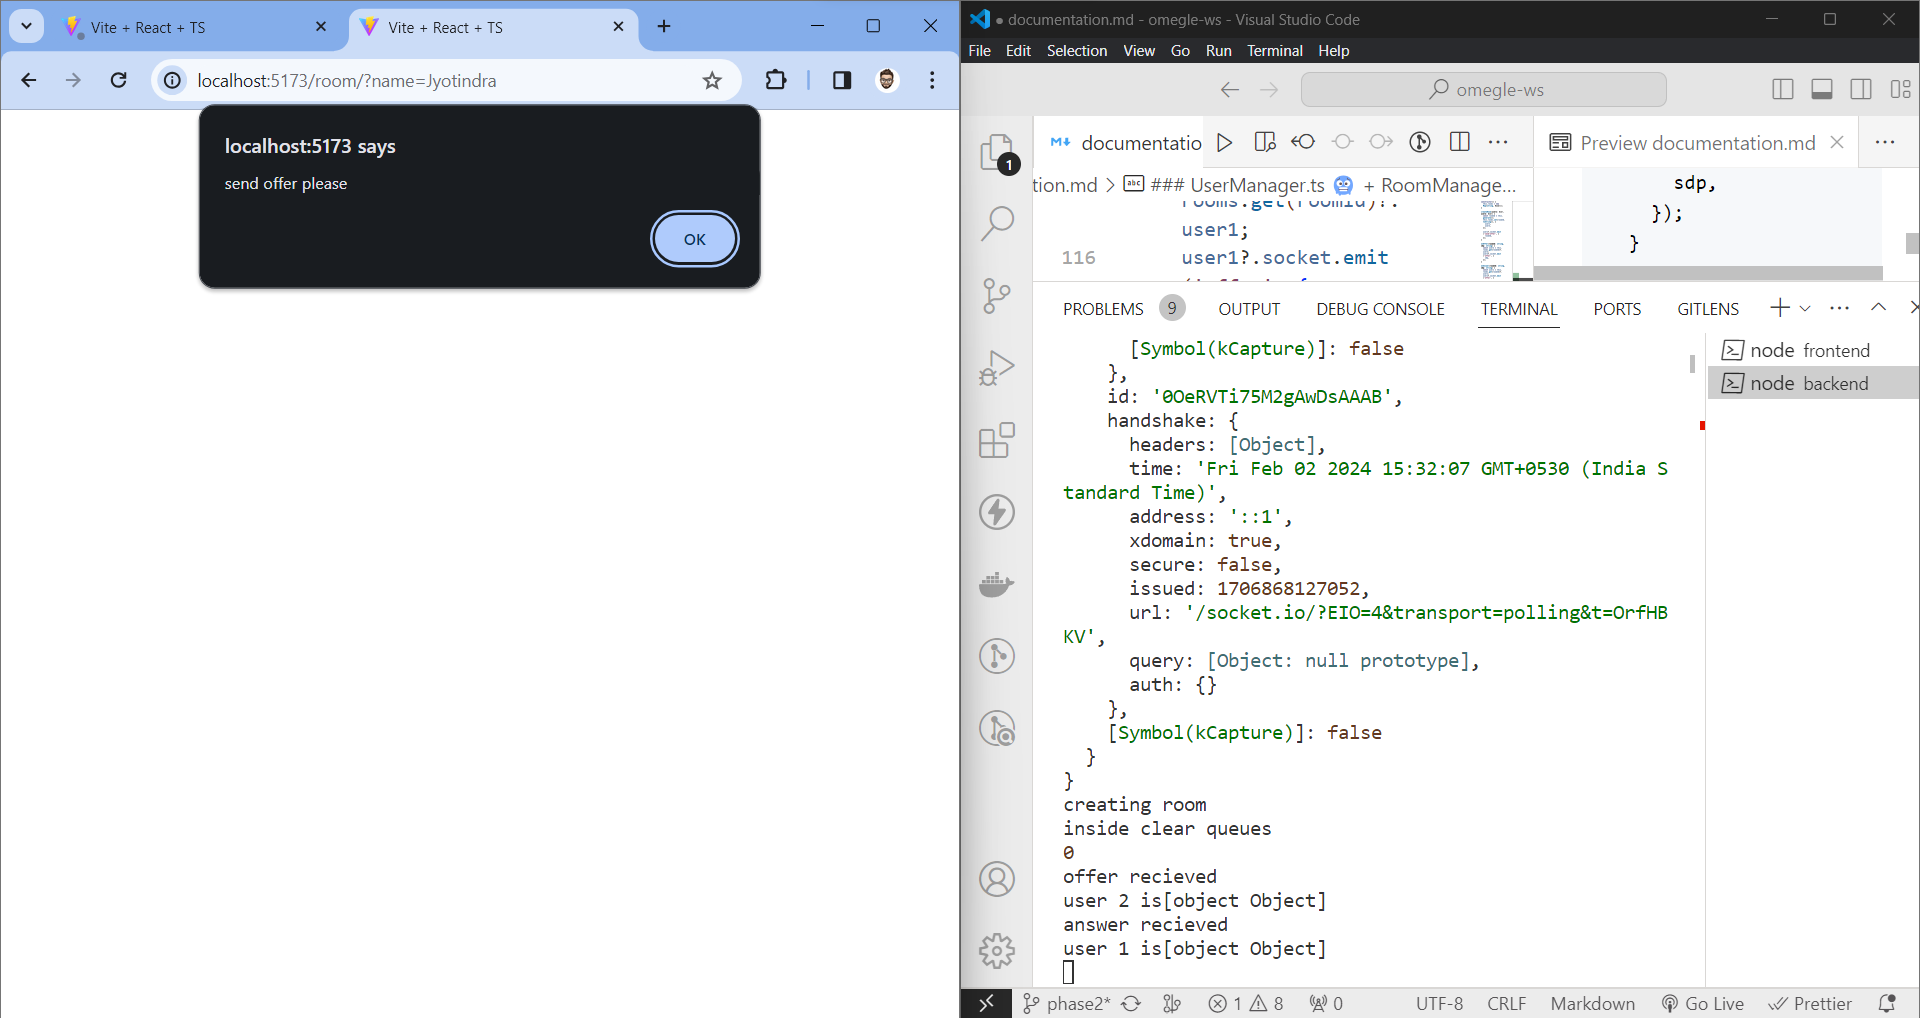 Vite + React + TS
Vite + React + TS
localhost:5173/room/?name=Jyotindra
localhost:5173 says
send offer please
OK
documentation.md - omegle-ws - Visual Studio Code
File Edit Selection View Go Run Terminal Help
omegle-ws
1
documentatio
Preview documentation.md
tion.md > ### UserManager.ts + RoomManage...
rooms.get(roomId)?.
user1;
116 user1?.socket.emit
sdp,
});
}
PROBLEMS 9 OUTPUT DEBUG CONSOLE TERMINAL PORTS GITLENS
node frontend
node backend
[Symbol(kCapture)]: false
},
id: '0OeRVTi75M2gAwDsAAAB',
handshake: {
headers: [Object],
time: 'Fri Feb 02 2024 15:32:07 GMT+0530 (India S
tandard Time)',
address: '::1',
xdomain: true,
secure: false,
issued: 1706868127052,
url: '/socket.io/?EIO=4&transport=polling&t=OrfHB
KV',
query: [Object: null prototype],
auth: {}
},
[Symbol(kCapture)]: false
}
}
creating room
inside clear queues
0
offer recieved
user 2 is[object Object]
answer recieved
user 1 is[object Object]
phase2* 1 8 0 UTF-8 CRLF Markdown Go Live Prettier